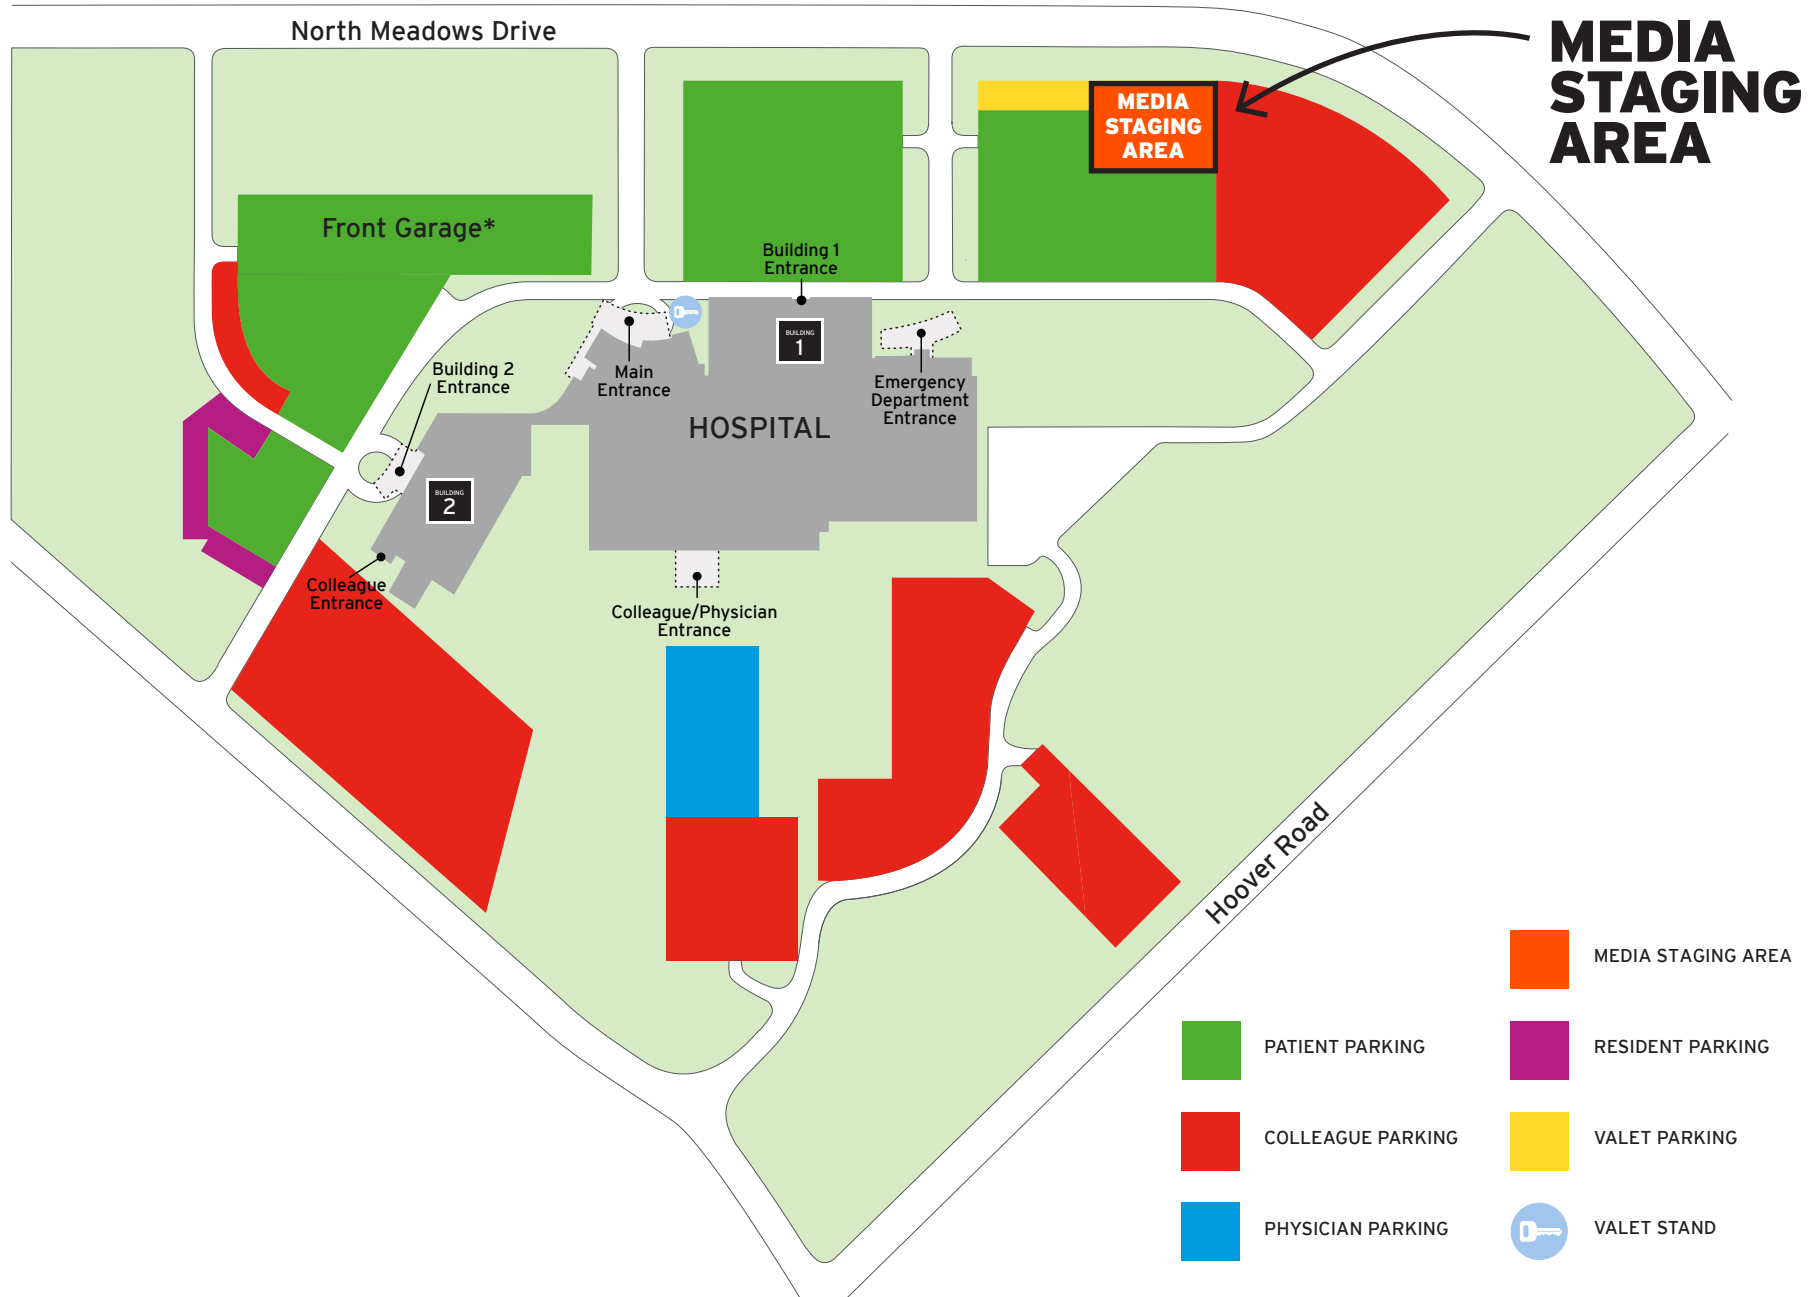 North Meadows Drive
MEDIA
STAGING
AREA
MEDIA
STAGING
AREA
Front Garage*
Building 1
Entrance
BUILDING
1
Building 2
Entrance
Main
Entrance
Emergency
Department
Entrance
HOSPITAL
BUILDING
2
Colleague
Entrance
Colleague/Physician
Entrance
Hoover Road
MEDIA STAGING AREA
PATIENT PARKING
RESIDENT PARKING
COLLEAGUE PARKING
VALET PARKING
PHYSICIAN PARKING
VALET STAND